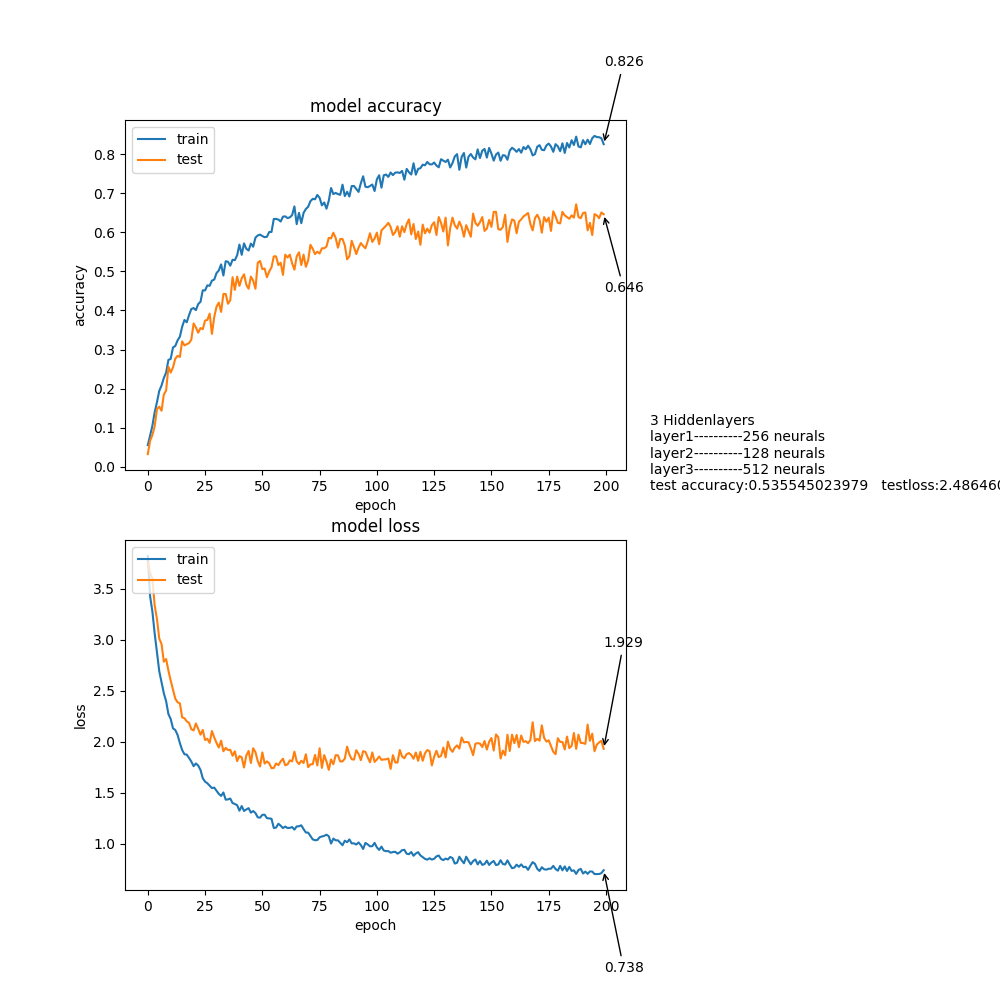 0.826
model accuracy
train
test
0.8
0.7
0.6
0.5
0.4
0.3
0.2
0.1
0.0
accuracy
0.646
0 25 50 75 100 125 150 175 200
epoch
3 Hiddenlayers
layer1----------256 neurals
layer2----------128 neurals
layer3----------512 neurals
test accuracy:0.535545023979 testloss:2.486460
model loss
train
test
3.5
3.0
2.5
2.0
1.5
1.0
loss
1.929
0 25 50 75 100 125 150 175 200
epoch
0.738